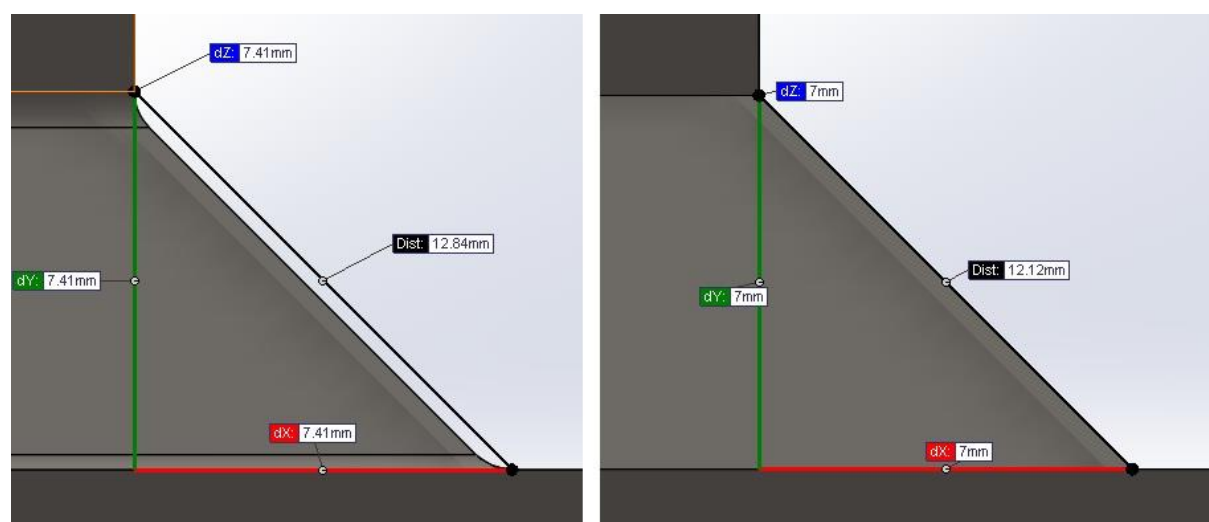 dZ: 7.41mm
Dist: 12.84mm
dY: 7.41mm
dX: 7.41mm
dZ: 7mm
Dist: 12.12mm
dY: 7mm
dX: 7mm